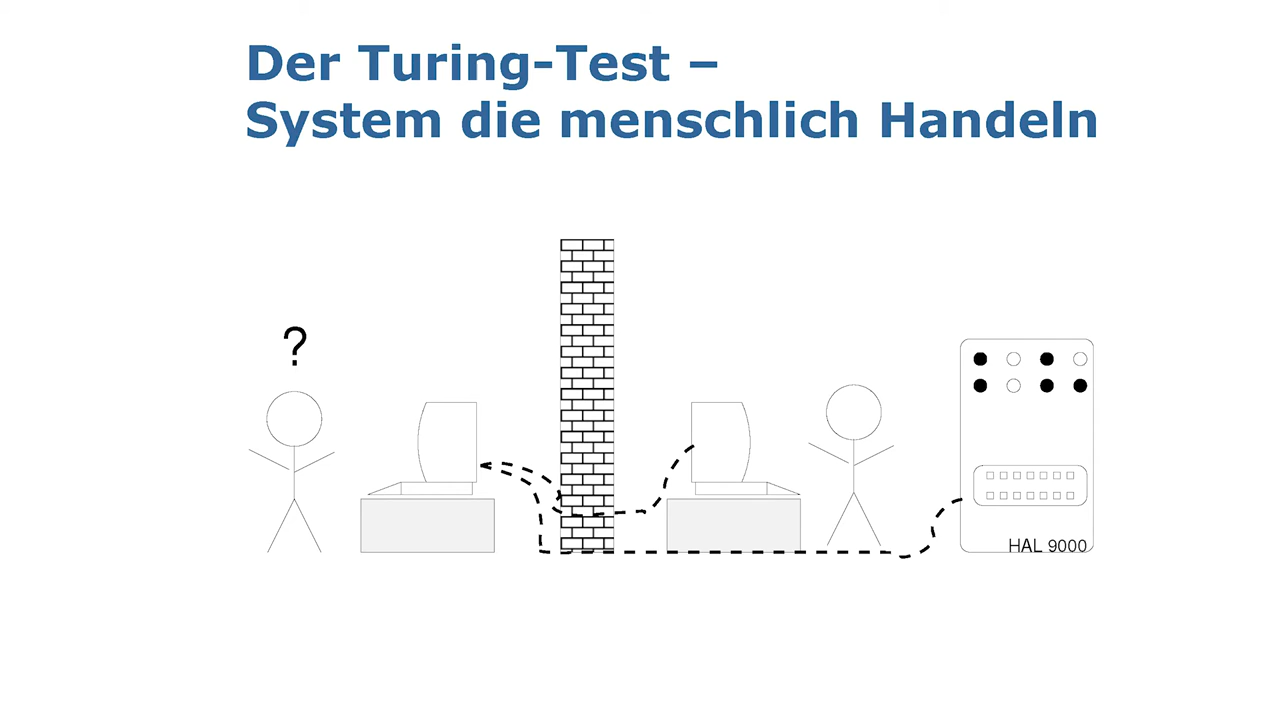 Der Turing-Test –
System die menschlich Handeln
?
HAL 9000